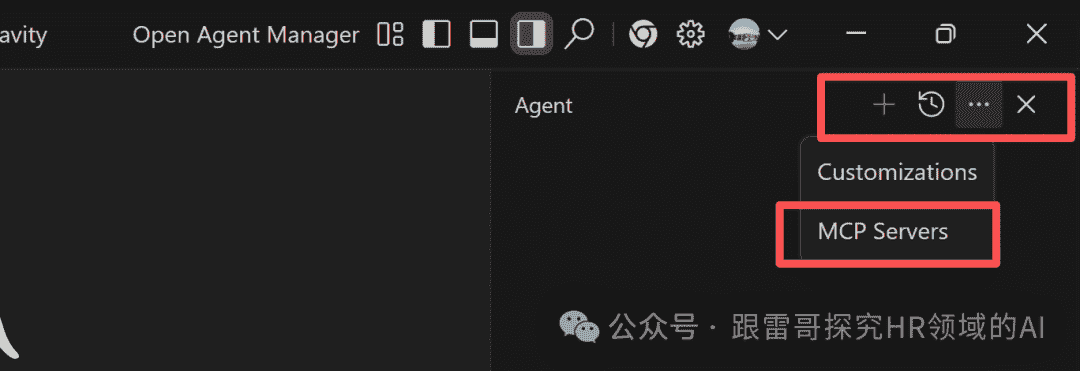 avity
Open Agent Manager
Agent
Customizations
MCP Servers
公众号 · 跟雷哥探究HR领域的AI